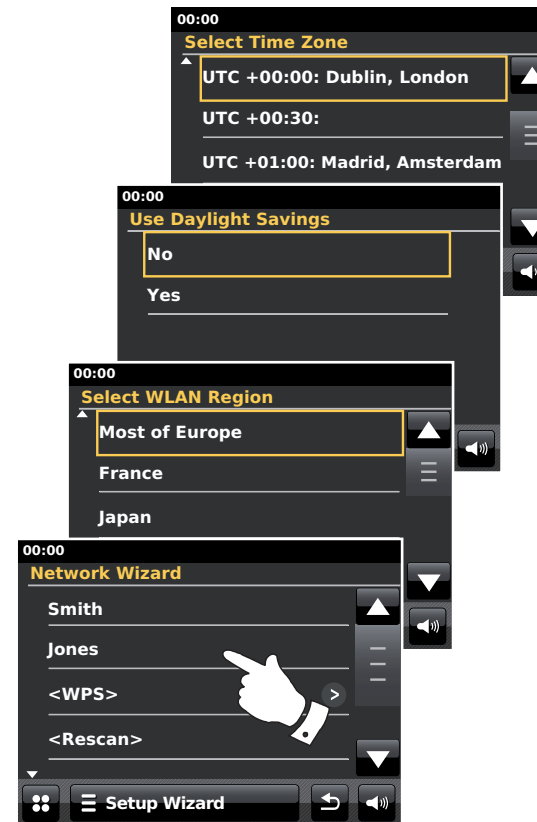 00:00
Select Time Zone
UTC +00:00: Dublin, London
UTC +00:30:
UTC +01:00: Madrid, Amsterdam
00:00
Use Daylight Savings
No
Yes
00:00
Select WLAN Region
Most of Europe
France
Japan
00:00
Network Wizard
Smith
Jones
<WPS>
<Rescan>
Setup Wizard